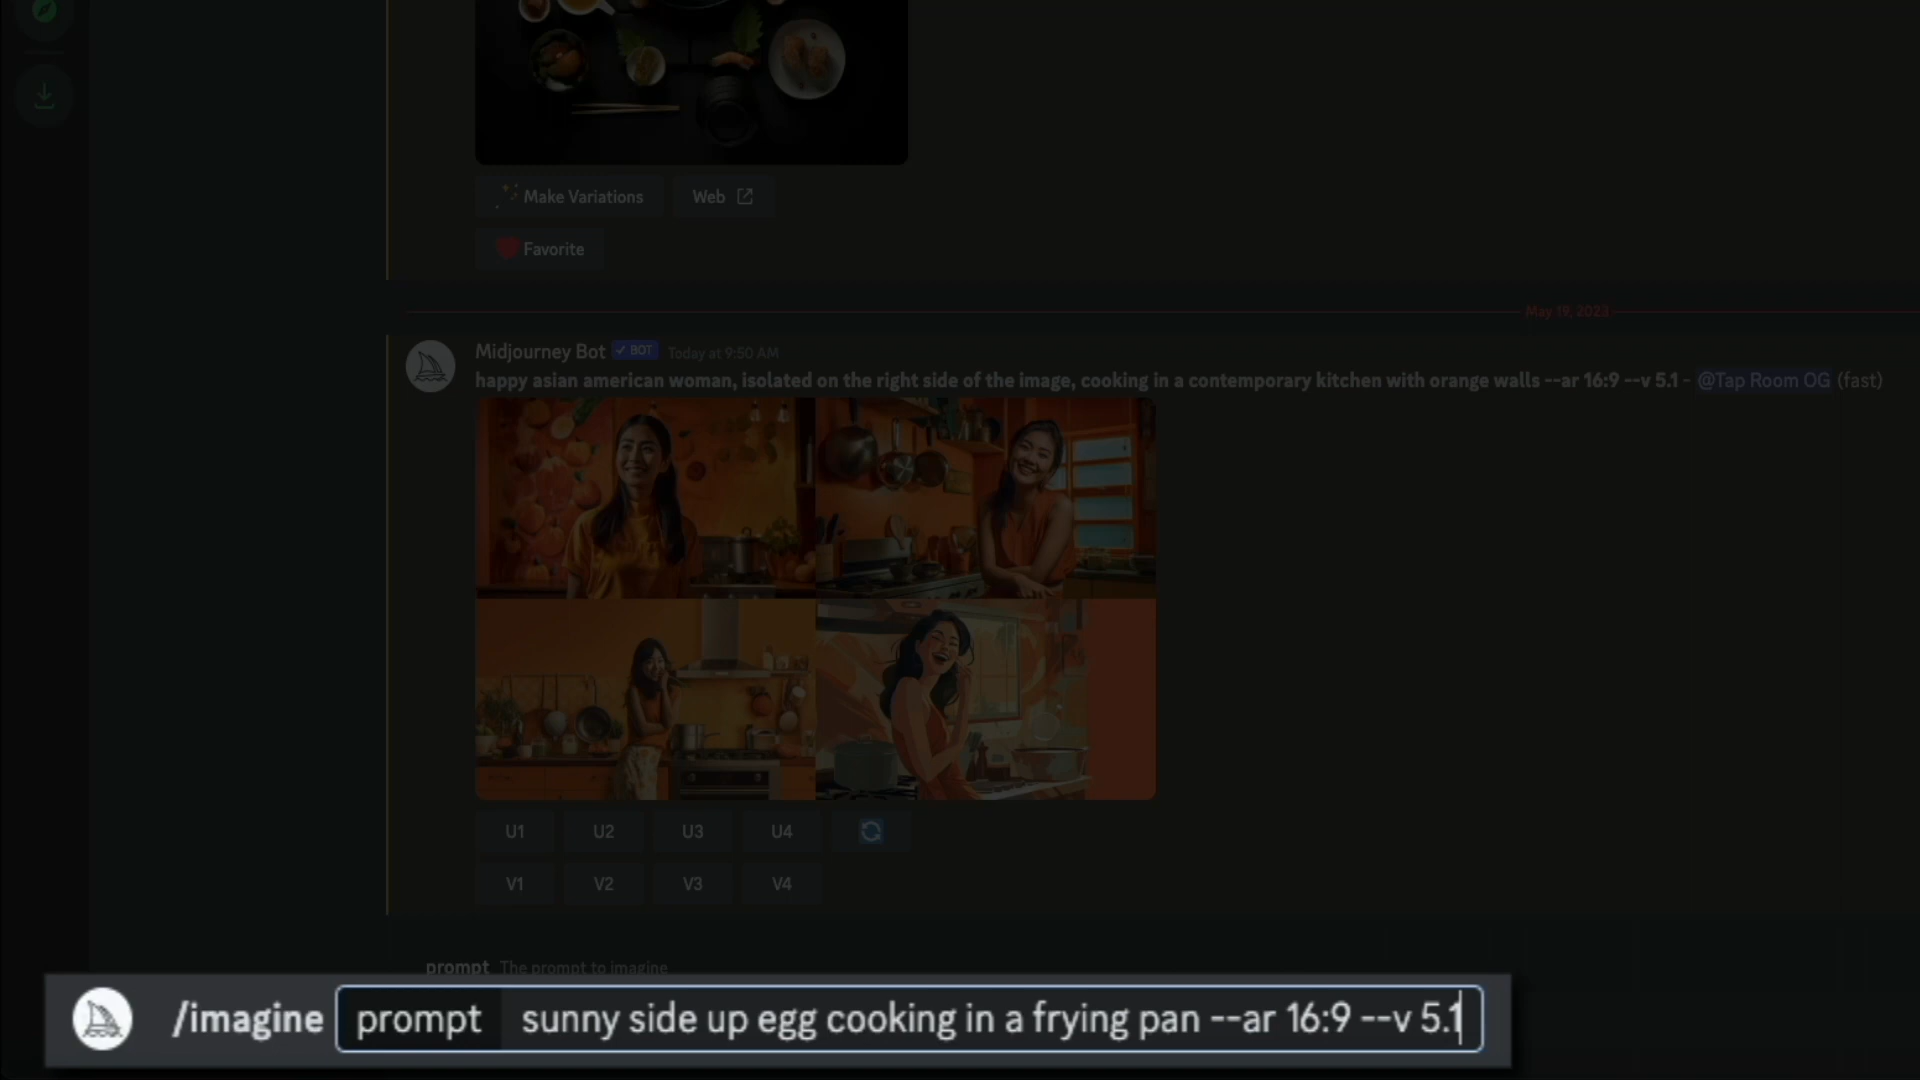 Make Variations
Web
Favorite
May 19, 2023
Midjourney Bot ✓ BOT Today at 9:50 AM
happy asian american woman, isolated on the right side of the image, cooking in a contemporary kitchen with orange walls --ar 16:9 --v 5.1 - @Tap Room OG (fast)
U1 U2 U3 U4
V1 V2 V3 V4
prompt The prompt to imagine
/imagine prompt sunny side up egg cooking in a frying pan --ar 16:9 --v 5.1